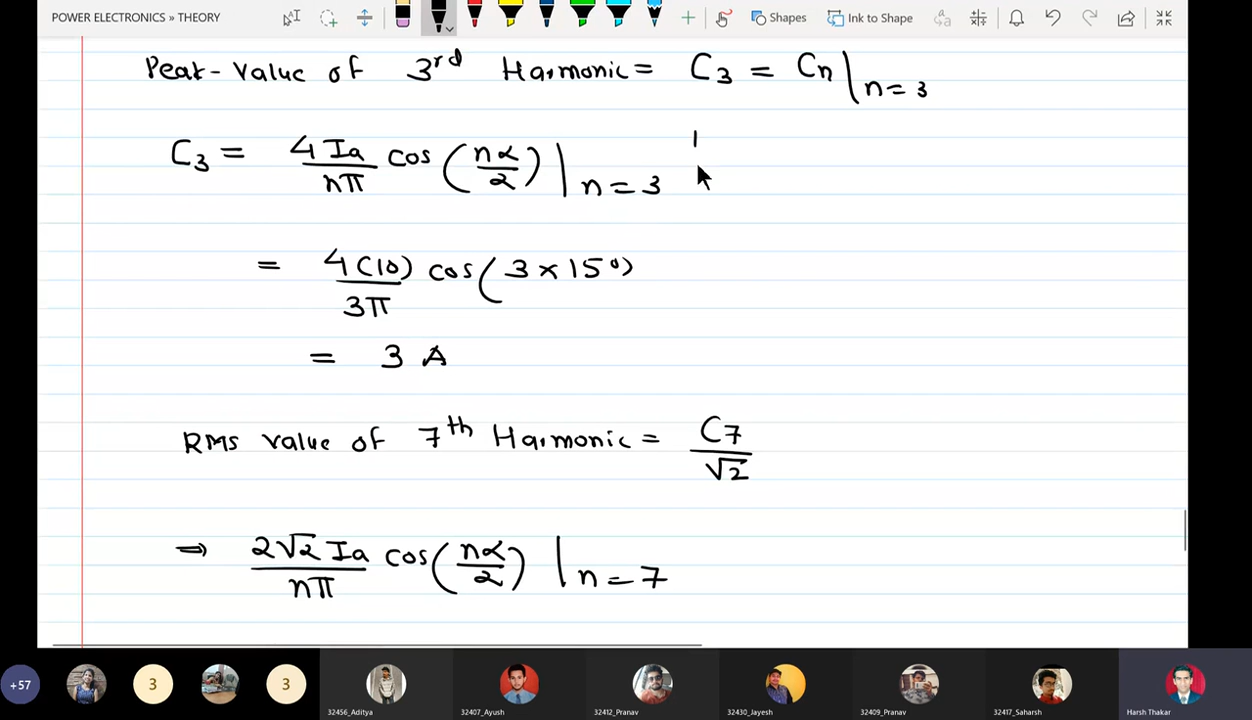 POWER ELECTRONICS » THEORY
Shapes
Ink to Shape
Peak-Value of 3rd Harmonic = C3 = Cn|n=3
C3 = 4Ia/nπ cos(nα/2)|n=3
= 4(10)/3π cos(3×15°)
= 3 A
RMS value of 7th Harmonic = C7/√2
⇒ 2√2 Ia/nπ cos(nα/2)|n=7
+57
3
3
32456_Aditya
32407_Ayush
32412_Pranav
32430_Jayesh
32409_Pranav
32417_Saharsh
Harsh Thakar